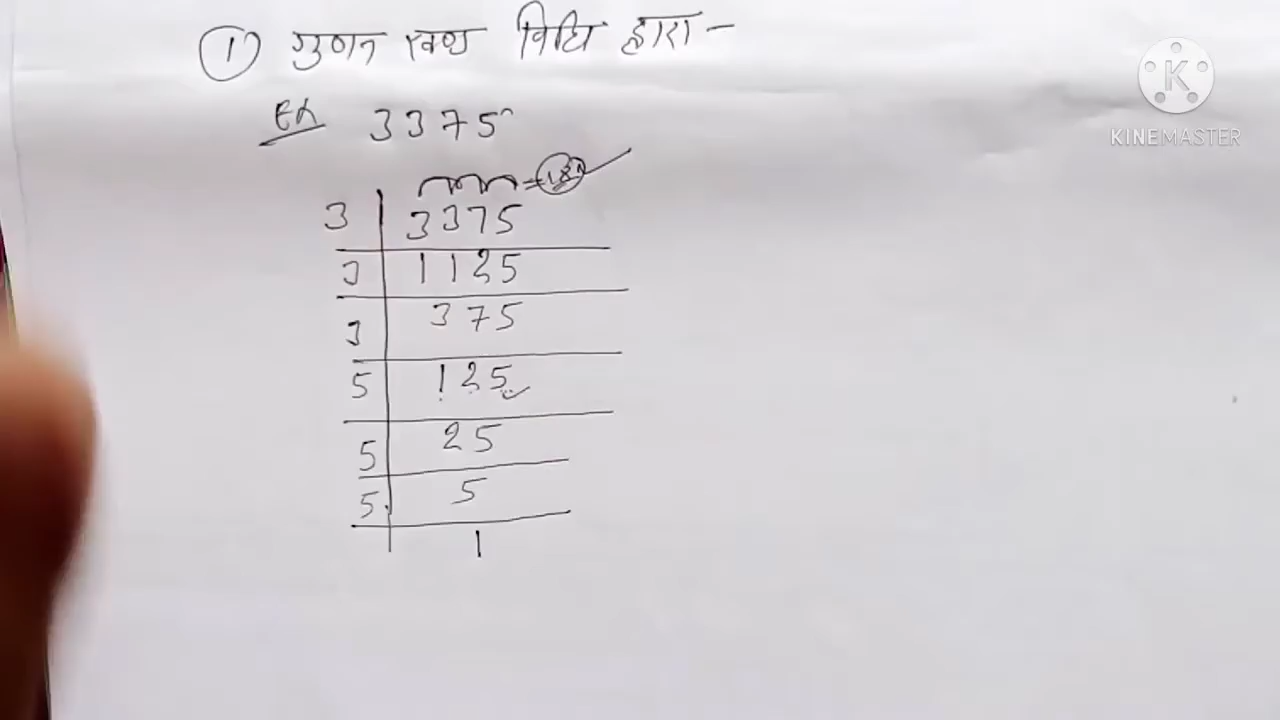 ① गुणन खण्ड विधि द्वारा -
Ex 3375
= 18
3 | 3375
3 | 1125
3 | 375
5 | 125
5 | 25
5 | 5
1
K
KINEMASTER